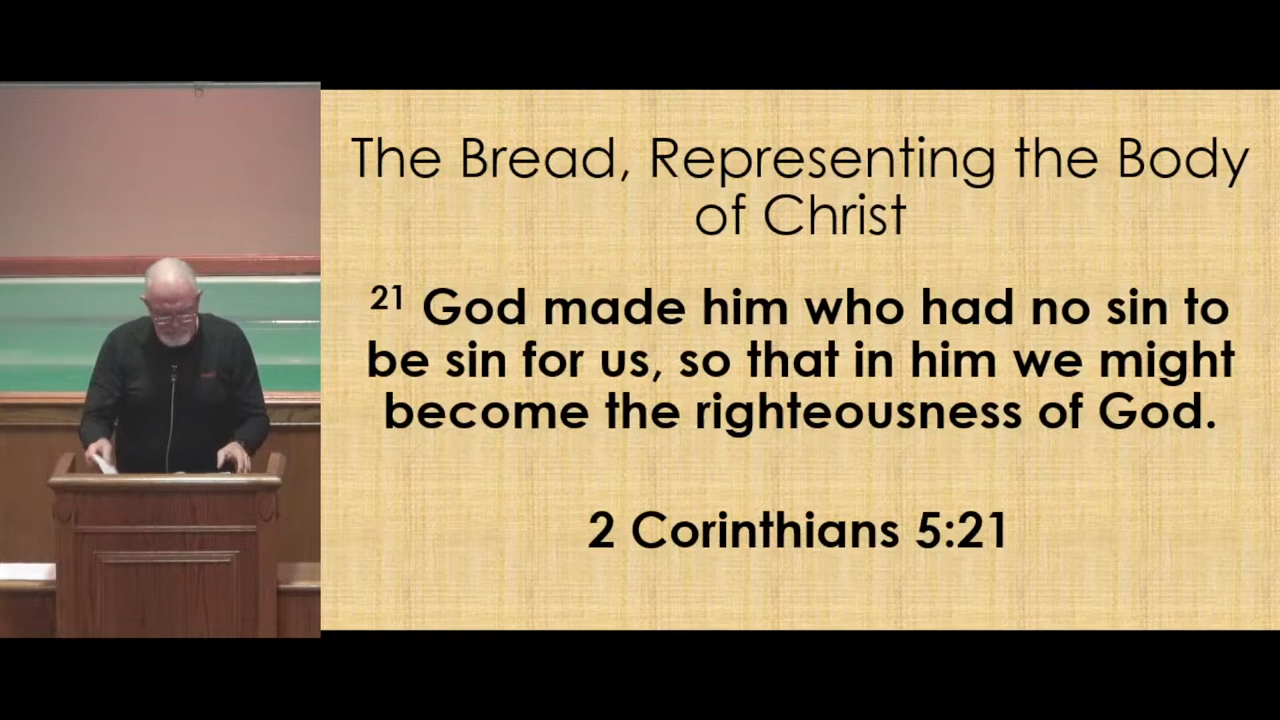 The Bread, Representing the Body
of Christ
21 God made him who had no sin to
be sin for us, so that in him we might
become the righteousness of God.
2 Corinthians 5:21